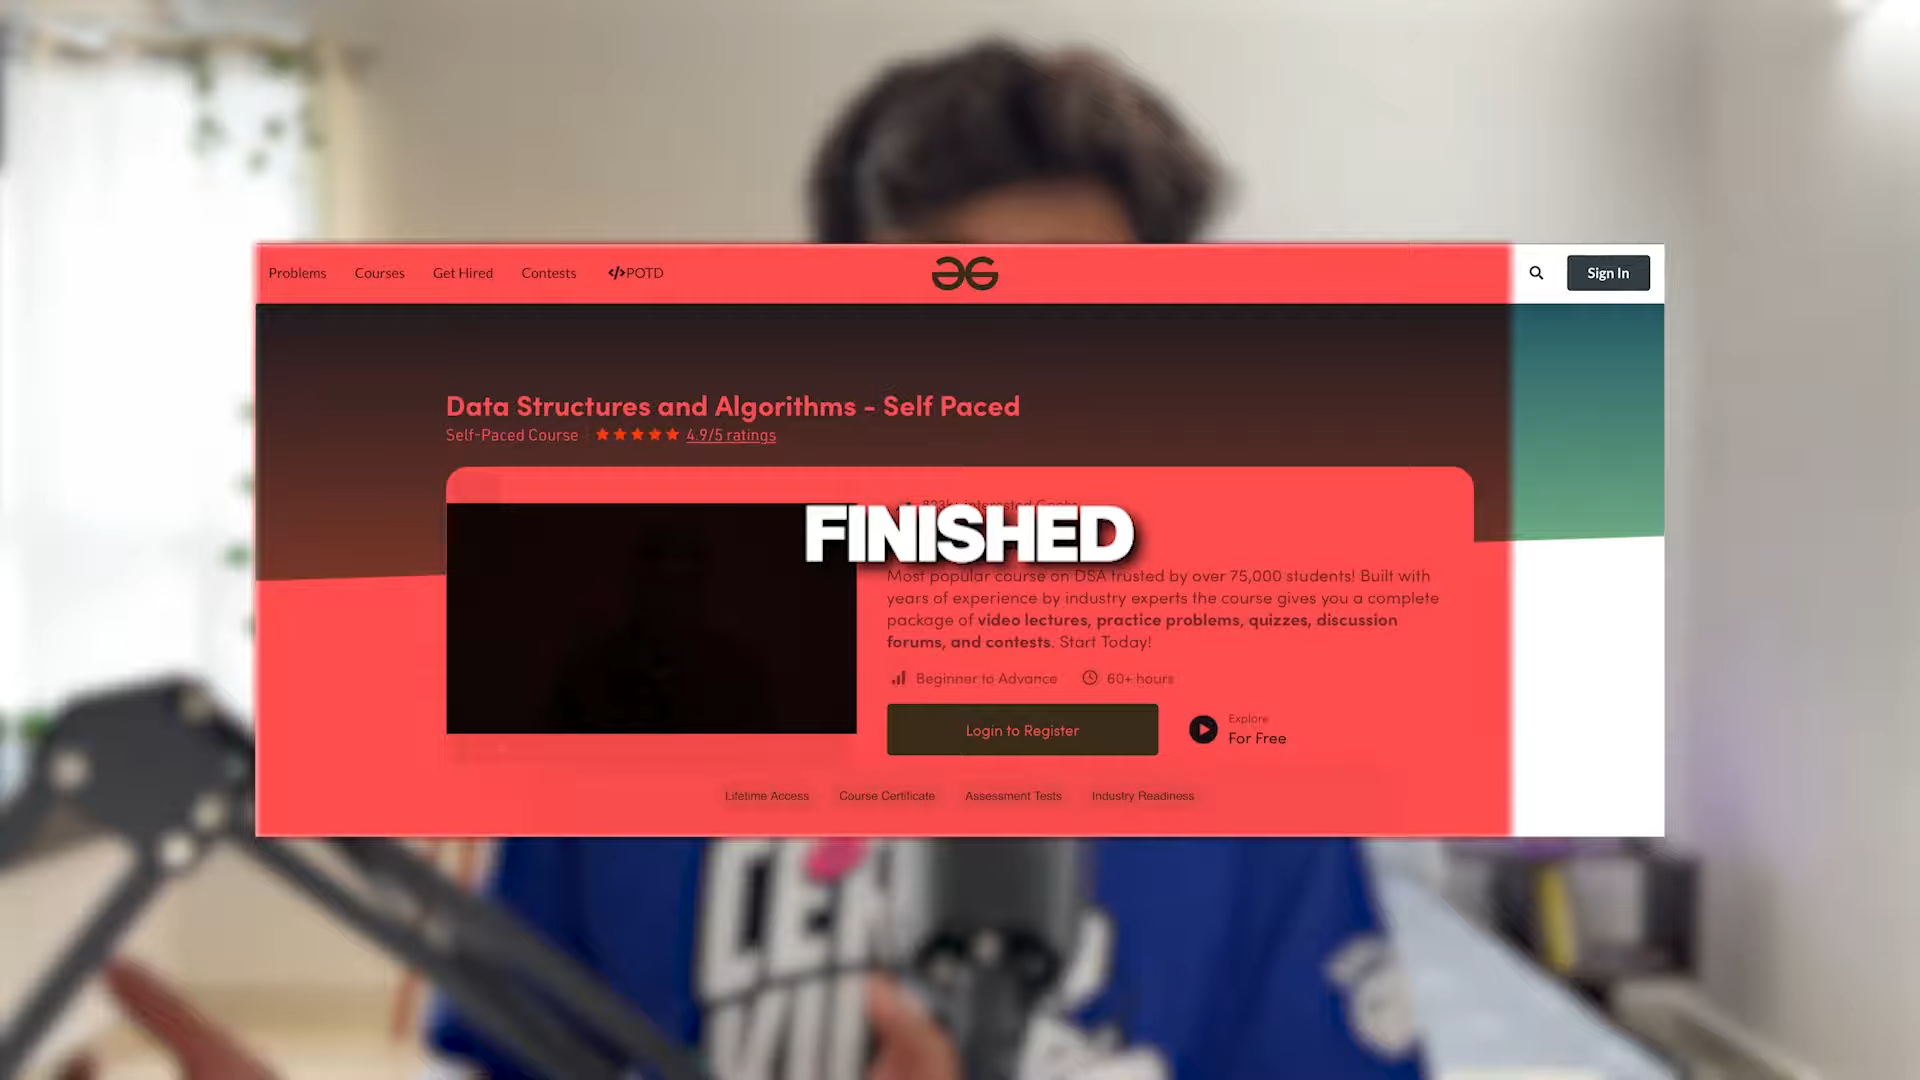 Problems Courses Get Hired Contests </>POTD Sign In
Data Structures and Algorithms - Self Paced
Self-Paced Course 4.9/5 ratings
FINISHED
Most popular course on DSA trusted by over 75,000 students! Built with
years of experience by industry experts the course gives you a complete
package of video lectures, practice problems, quizzes, discussion
forums, and contests. Start Today!
Beginner to Advance 60+ hours
Login to Register
Explore
For Free
Lifetime Access Course Certificate Assessment Tests Industry Readiness